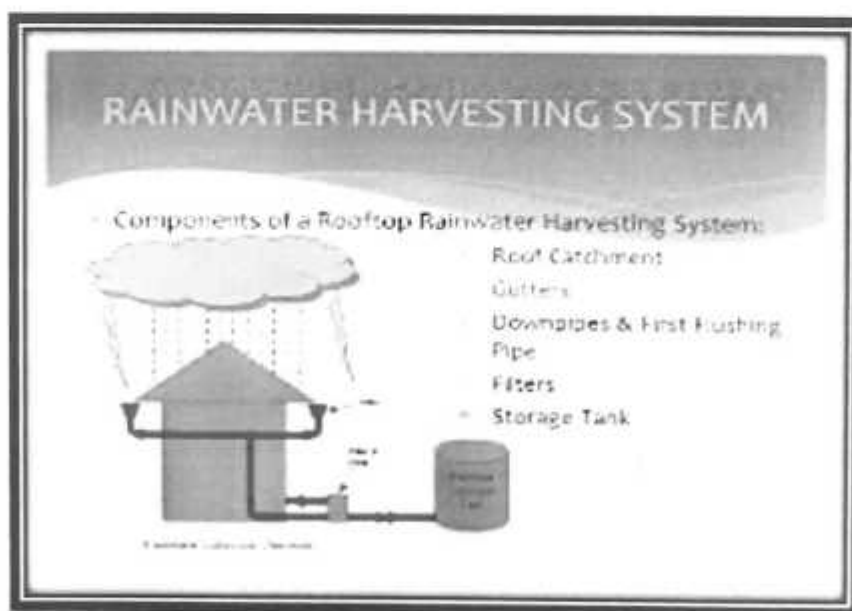 RAINWATER HARVESTING SYSTEM
Components of a Rooftop Rainwater Harvesting System:
Roof Catchment
Gutters
Downpipes & First Flushing
Pipe
Filters
Storage Tank
Tank